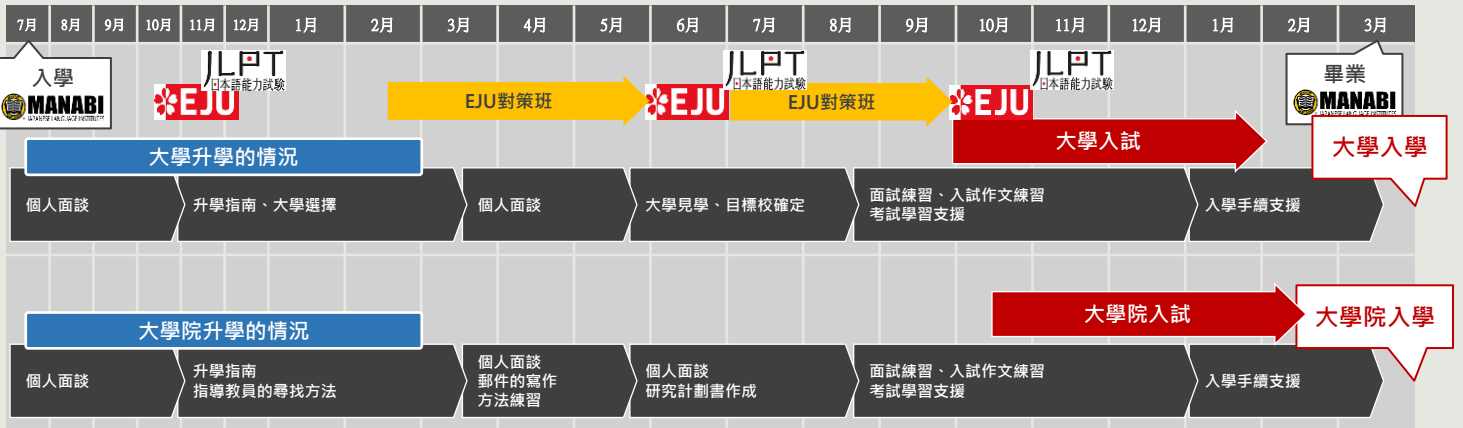 7月 8月 9月 10月 11月 12月 1月 2月 3月 4月 5月 6月 7月 8月 9月 10月 11月 12月 1月 2月 3月
入學
MANABI
JAPANESE LANGUAGE INSTITUTES
EJU
JLPT
日本語能力試験
EJU對策班
EJU
JLPT
日本語能力試験
EJU對策班
EJU
JLPT
日本語能力試験
畢業
MANABI
JAPANESE LANGUAGE INSTITUTES
大學升學的情況
大學入試
大學入學
個人面談
升學指南、大學選擇
個人面談
大學見學、目標校確定
面試練習、入試作文練習
考試學習支援
入學手續支援
大學院升學的情況
大學院入試
大學院入學
個人面談
升學指南
指導教員的尋找方法
個人面談
郵件的寫作
方法練習
個人面談
研究計劃書作成
面試練習、入試作文練習
考試學習支援
入學手續支援